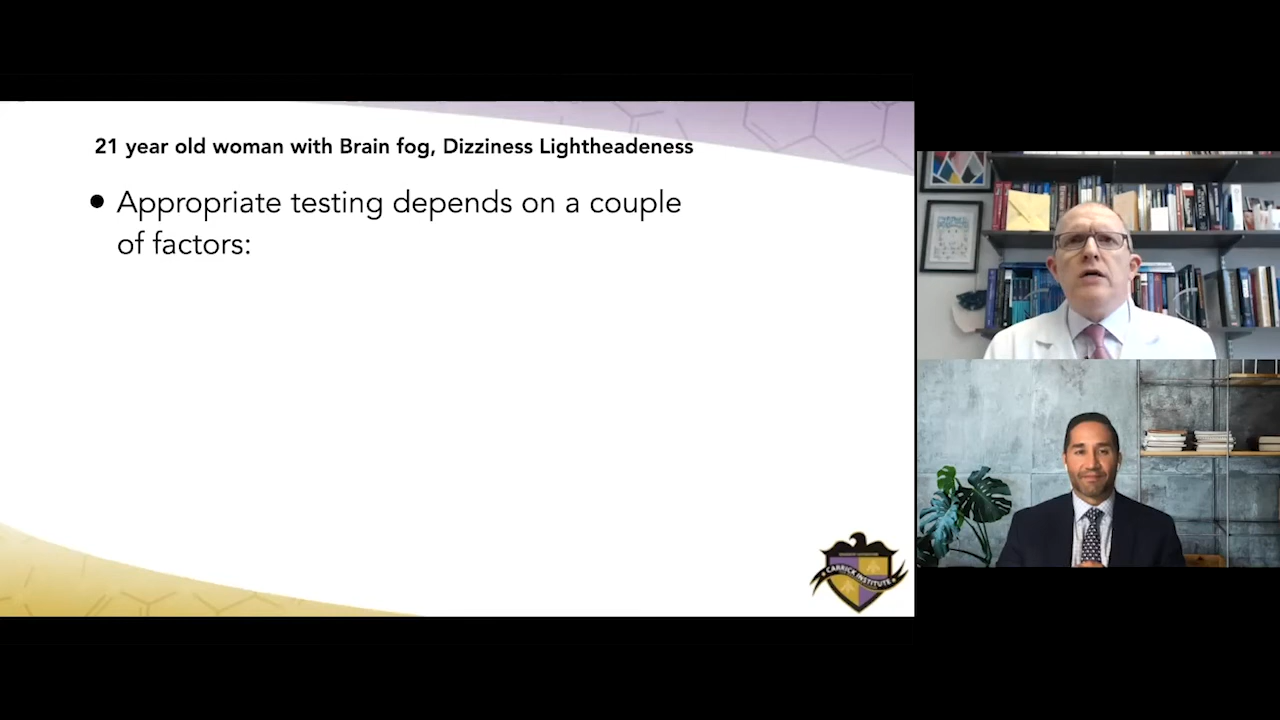 21 year old woman with Brain fog, Dizziness Lightheadeness
• Appropriate testing depends on a couple
of factors:
CARRICK INSTITUTE